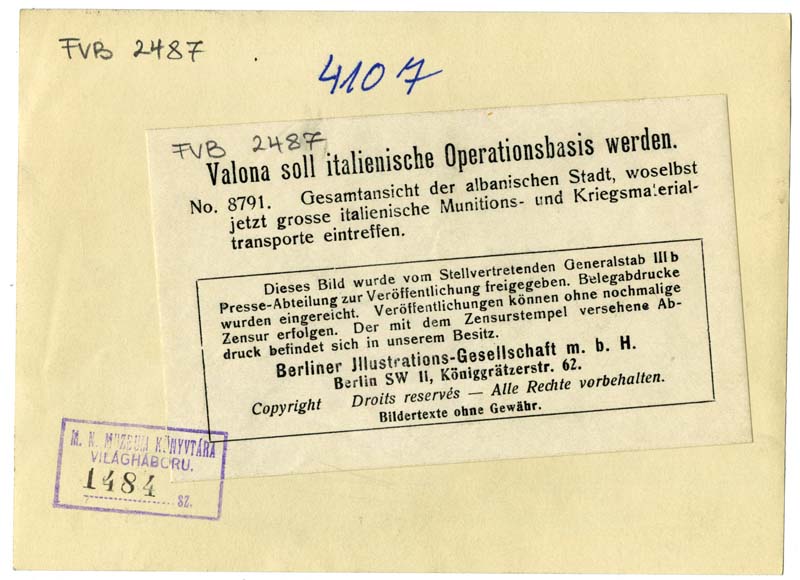 FVB 2487
4107
FVB 2487
Valona soll italienische Operationsbasis werden.
No. 8791. Gesamtansicht der albanischen Stadt, woselbst
jetzt grosse italienische Munitions- und Kriegsmaterial-
transporte eintreffen.
Dieses Bild wurde vom Stellvertretenden Generalstab IIIb
Presse-Abteilung zur Veröffentlichung freigegeben. Belegabdrucke
wurden eingereicht. Veröffentlichungen können ohne nochmalige
Zensur erfolgen. Der mit dem Zensurstempel versehene Ab-
druck befindet sich in unserem Besitz.
Berliner Jllustrations-Gesellschaft m. b. H.
Berlin SW 11, Königgrätzerstr. 62.
Copyright Droits reservés — Alle Rechte vorbehalten.
Bildertexte ohne Gewähr.
M. N. MÚZEUM KÖNYVTÁRA
VILÁGHÁBORU.
1484 SZ.